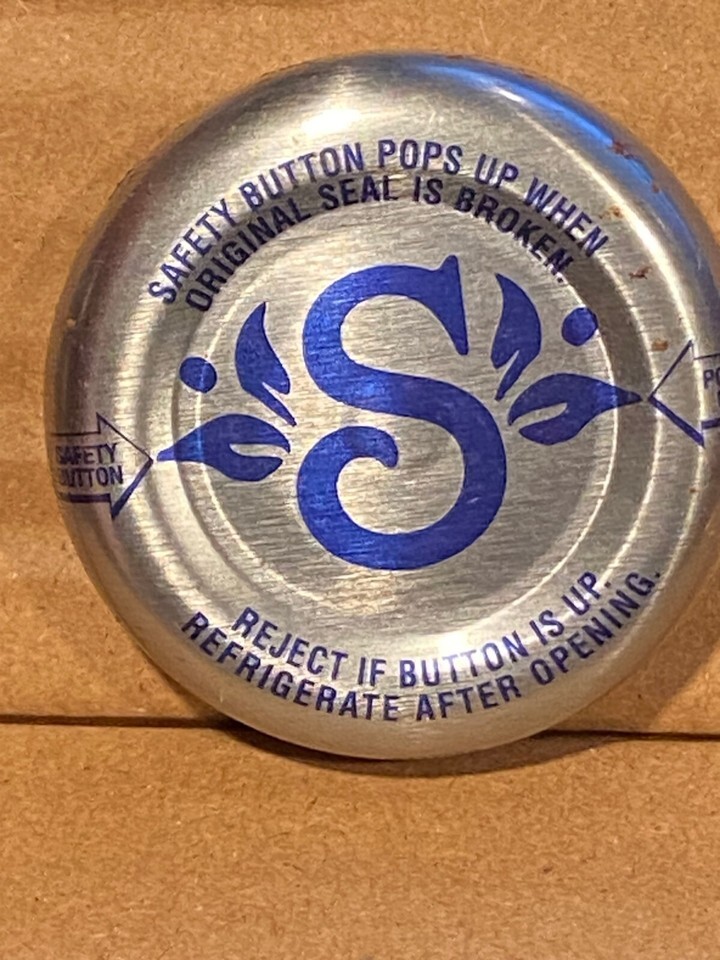 SAFETY BUTTON POPS UP WHEN
ORIGINAL SEAL IS BROKEN.
S
SAFETY
BUTTON
REJECT IF BUTTON IS UP.
REFRIGERATE AFTER OPENING.